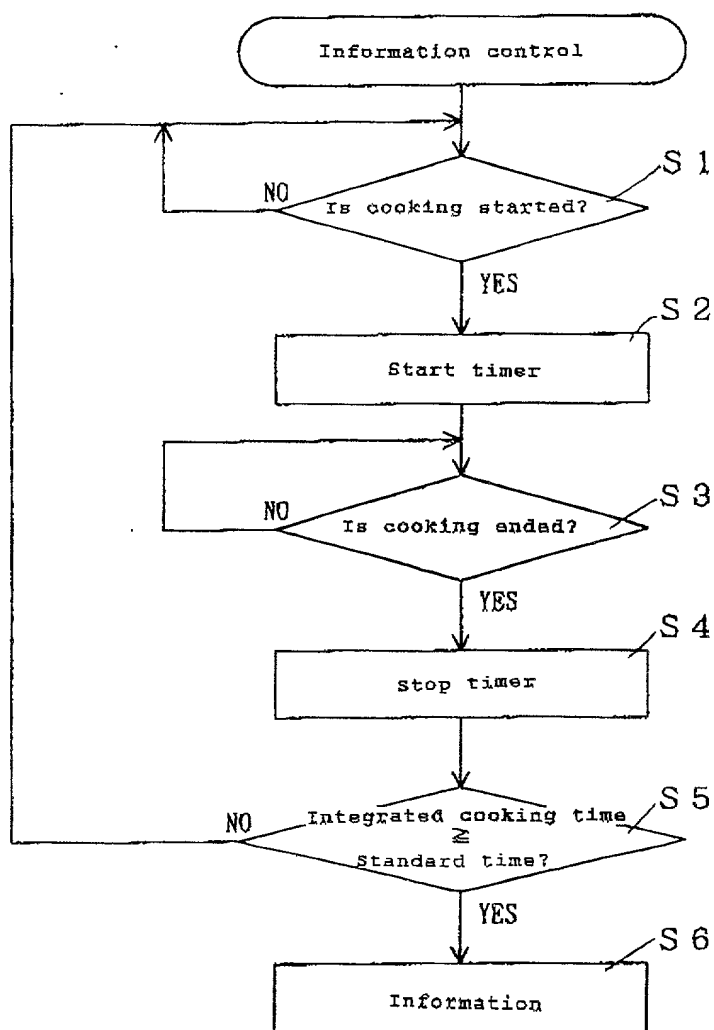 Information control
S 1
NO
Is cooking started?
YES
S 2
Start timer
S 3
NO
Is cooking ended?
YES
S 4
Stop timer
S 5
NO
Integrated cooking time
≧
Standard time?
YES
S 6
Information